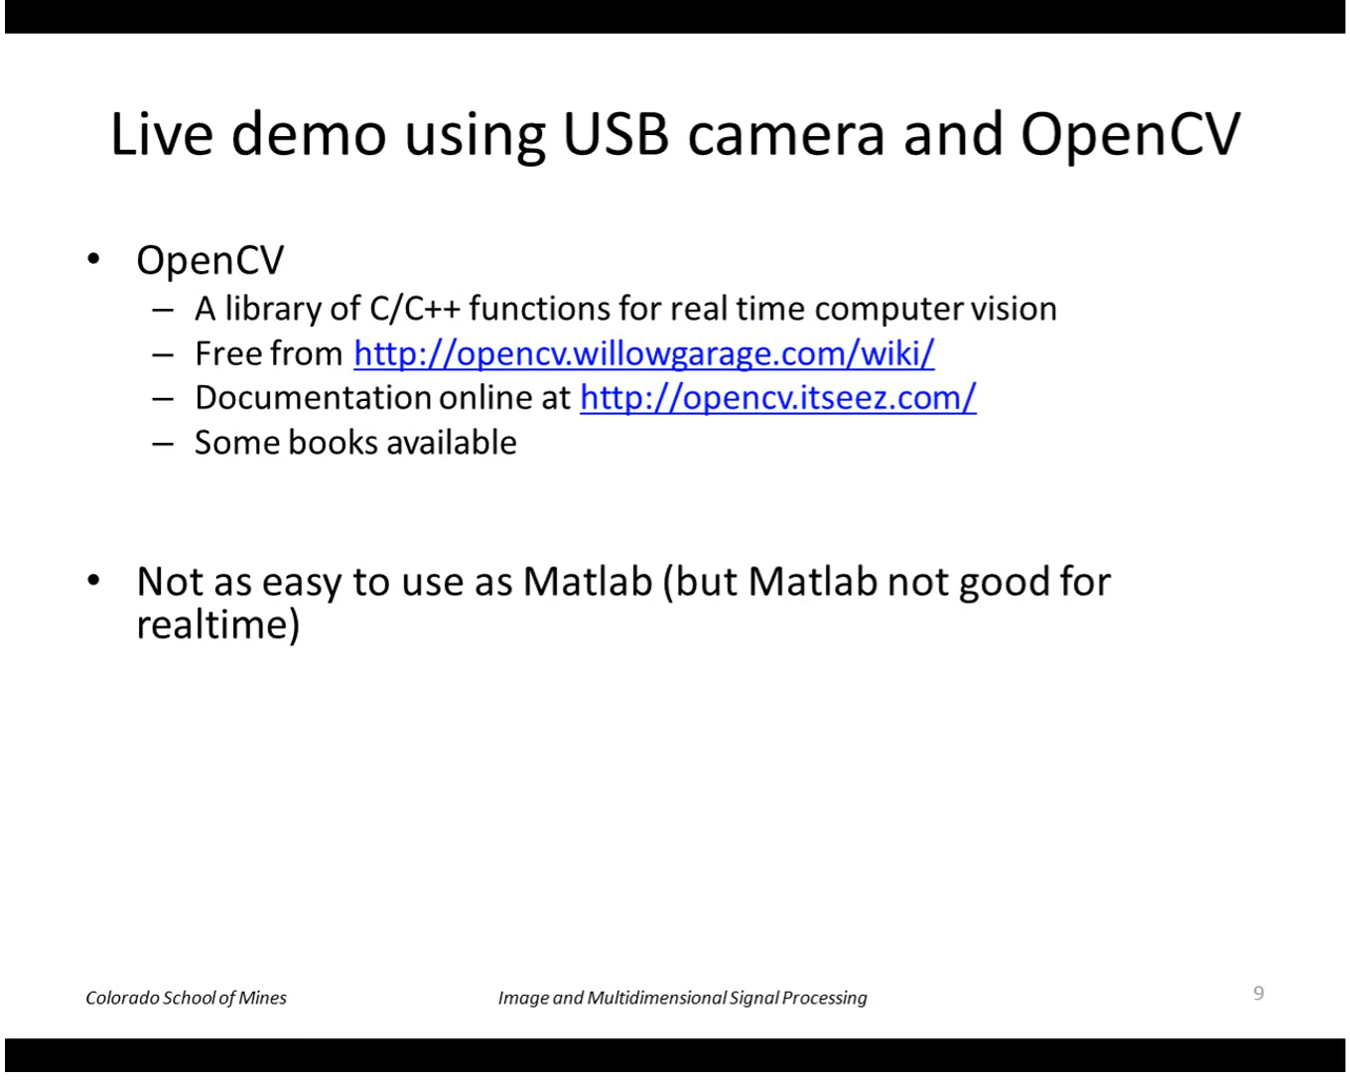 Live demo using USB camera and OpenCV
• OpenCV
– A library of C/C++ functions for real time computer vision
– Free from http://opencv.willowgarage.com/wiki/
– Documentation online at http://opencv.itseez.com/
– Some books available
• Not as easy to use as Matlab (but Matlab not good for
realtime)
Colorado School of Mines
Image and Multidimensional Signal Processing
9